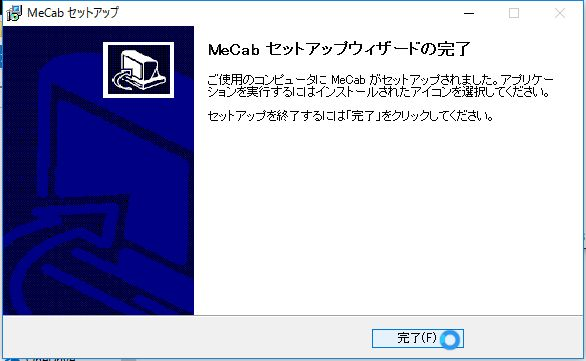 MeCab セットアップ
MeCab セットアップウィザードの完了
ご使用のコンピュータに MeCab がセットアップされました。アプリケー
ションを実行するにはインストールされたアイコンを選択してください。
セットアップを終了するには「完了」をクリックしてください。
完了(F)